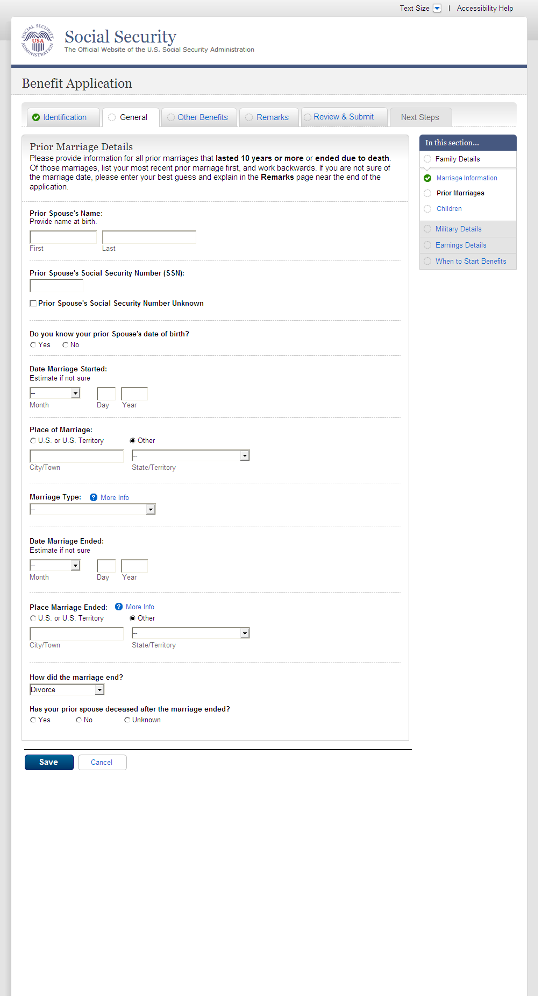 Text Size | Accessibility Help
SOCIAL SECURITY ADMINISTRATION
USA
Social Security
The Official Website of the U.S. Social Security Administration
Benefit Application
Identification
General
Other Benefits
Remarks
Review & Submit
Next Steps
Prior Marriage Details
Please provide information for all prior marriages that lasted 10 years or more or ended due to death.
Of those marriages, list your most recent prior marriage first, and work backwards. If you are not sure of
the marriage date, please enter your best guess and explain in the Remarks page near the end of the
application.
In this section...
Family Details
Marriage Information
Prior Marriages
Children
Military Details
Earnings Details
When to Start Benefits
Prior Spouse's Name:
Provide name at birth.
First Last
Prior Spouse's Social Security Number (SSN):
Prior Spouse's Social Security Number Unknown
Do you know your prior Spouse's date of birth?
Yes No
Date Marriage Started:
Estimate if not sure
--
Month Day Year
Place of Marriage:
U.S. or U.S. Territory Other
--
City/Town State/Territory
Marriage Type: ? More Info
--
Date Marriage Ended:
Estimate if not sure
--
Month Day Year
Place Marriage Ended: ? More Info
U.S. or U.S. Territory Other
--
City/Town State/Territory
How did the marriage end?
Divorce
Has your prior spouse deceased after the marriage ended?
Yes No Unknown
Save Cancel